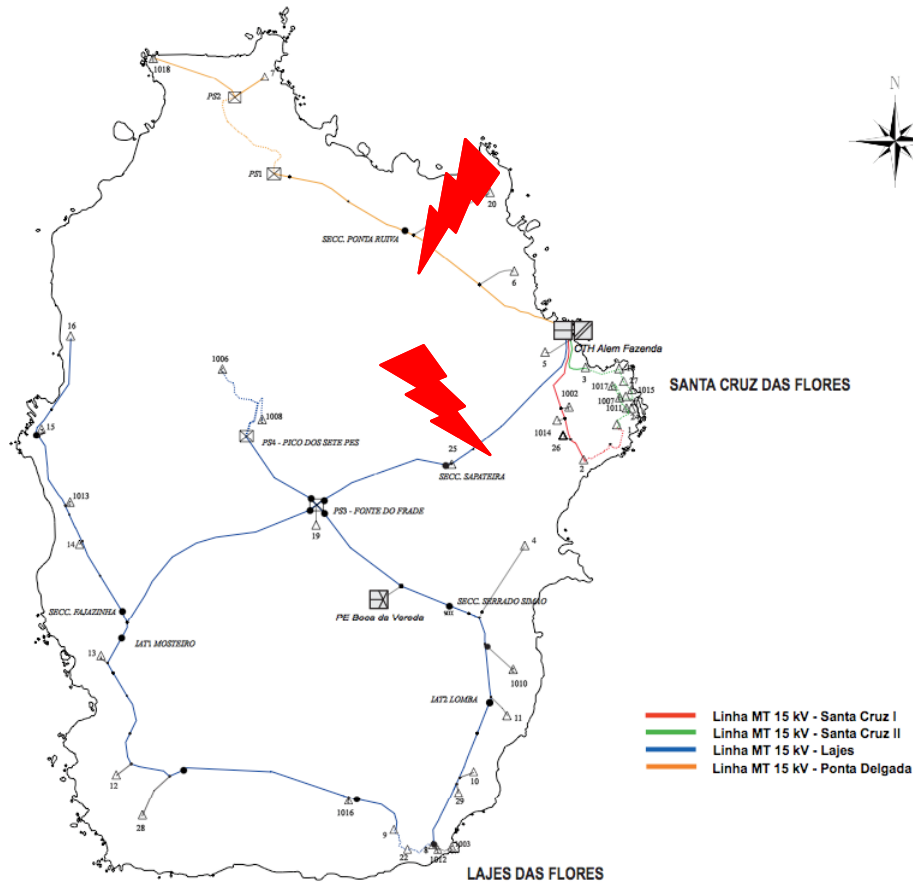 1018
7
PS2
N
PS1
20
SECC. PONTA RUIVA
6
CTH Alem Fazenda
5
3
16
1006
SANTA CRUZ DAS FLORES
27
1017
1015
1007
1002
1011
1008
1014
26
15
PS4 - PICO DOS SETE PES
25
2
SECC. SAPATEIRA
1013
PS3 - FONTE DO FRADE
19
14
4
SECC. FAJAZINHA
SECC. SERRADO SIMAO
PE Boca da Vereda
IAT1 MOSTEIRO
13
1010
IAT2 LOMBA
11
Linha MT 15 kV - Santa Cruz I
Linha MT 15 kV - Santa Cruz II
Linha MT 15 kV - Lajes
Linha MT 15 kV - Ponta Delgada
12
10
29
28
1016
9
22
8
1012
1003
LAJES DAS FLORES